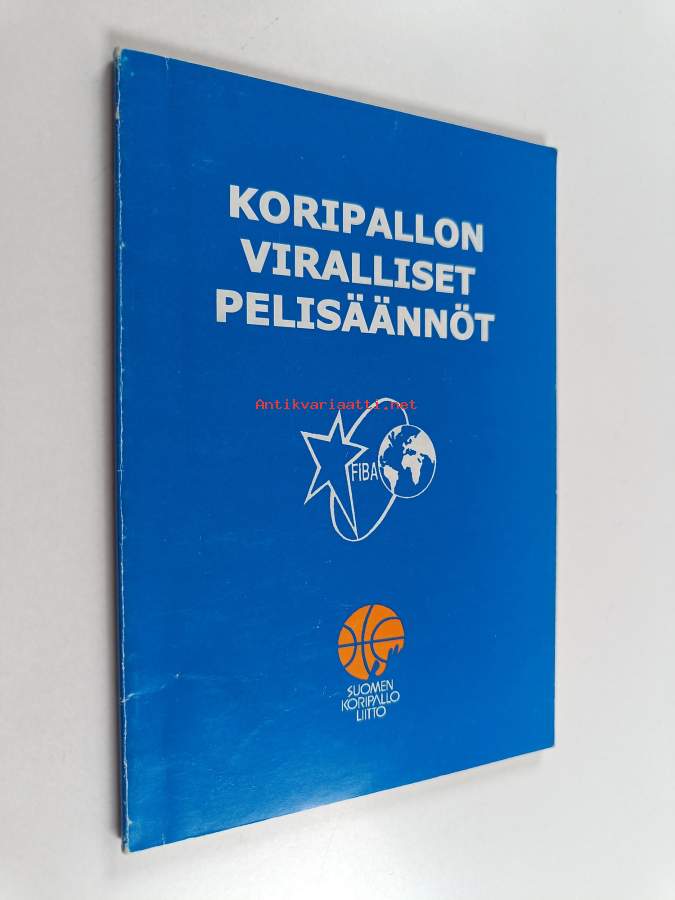 KORIPALLON
VIRALLISET
PELISÄÄNNÖT
Antikvariaatti.net
FIBA
SUOMEN
KORIPALLO
LIITTO